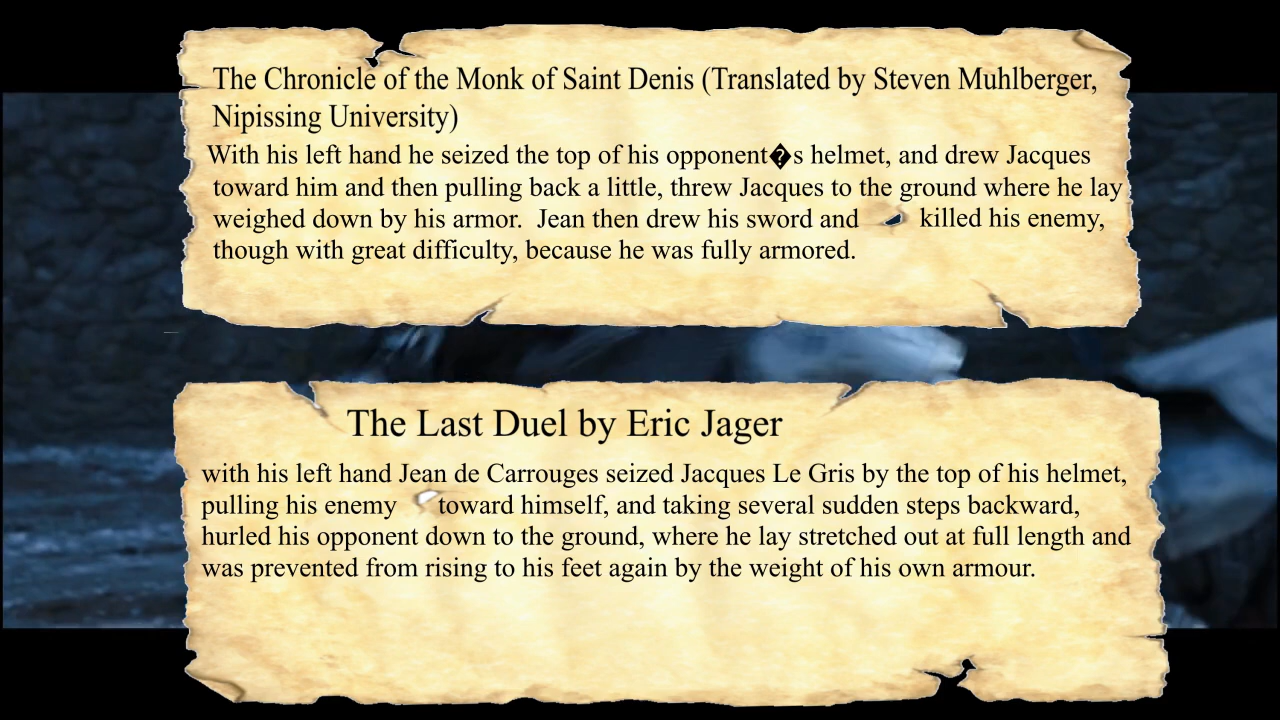 The Chronicle of the Monk of Saint Denis (Translated by Steven Muhlberger,
Nipissing University)
With his left hand he seized the top of his opponent�s helmet, and drew Jacques
toward him and then pulling back a little, threw Jacques to the ground where he lay
weighed down by his armor.  Jean then drew his sword and killed his enemy,
though with great difficulty, because he was fully armored.
The Last Duel by Eric Jager
with his left hand Jean de Carrouges seized Jacques Le Gris by the top of his helmet,
pulling his enemy toward himself, and taking several sudden steps backward,
hurled his opponent down to the ground, where he lay stretched out at full length and
was prevented from rising to his feet again by the weight of his own armour.